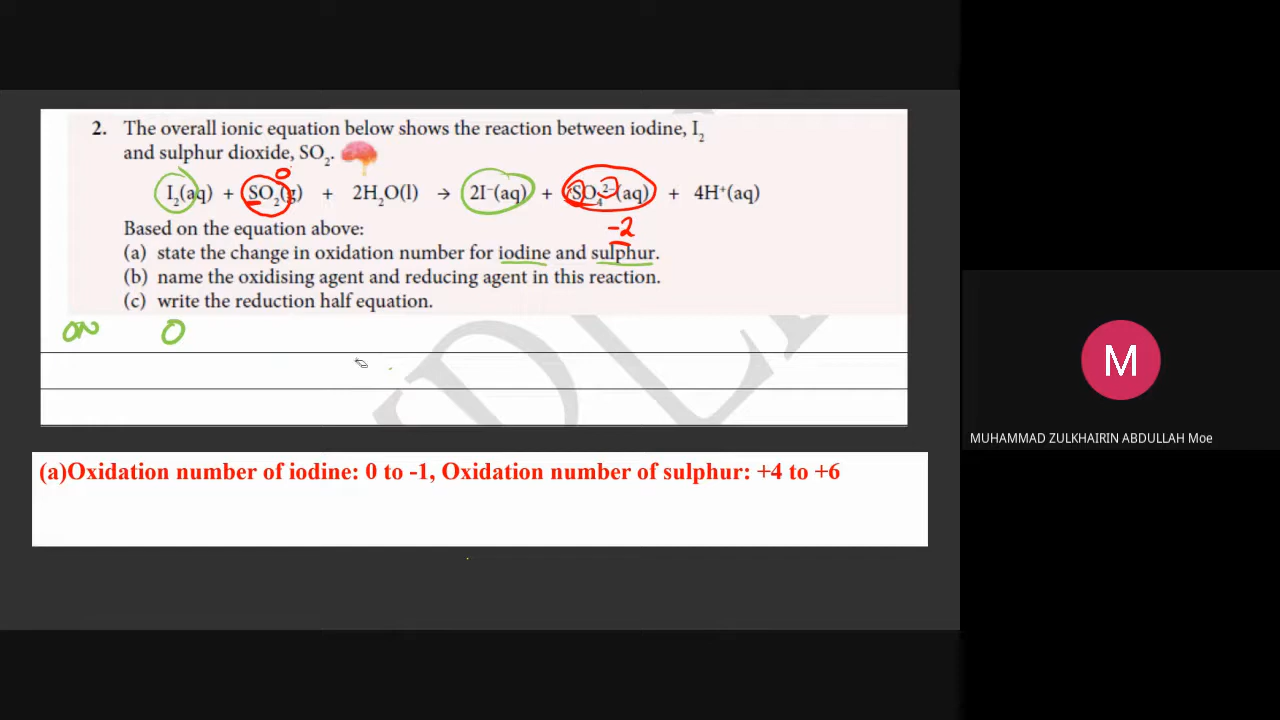 2. The overall ionic equation below shows the reaction between iodine, I₂
and sulphur dioxide, SO₂.
0
I₂(aq) + SO₂(g) + 2H₂O(l) → 2I⁻(aq) + SO₄²⁻(aq) + 4H⁺(aq)
-2
Based on the equation above:
(a) state the change in oxidation number for iodine and sulphur.
(b) name the oxidising agent and reducing agent in this reaction.
(c) write the reduction half equation.
ON 0
(a)Oxidation number of iodine: 0 to -1, Oxidation number of sulphur: +4 to +6
M
MUHAMMAD ZULKHAIRIN ABDULLAH Moe